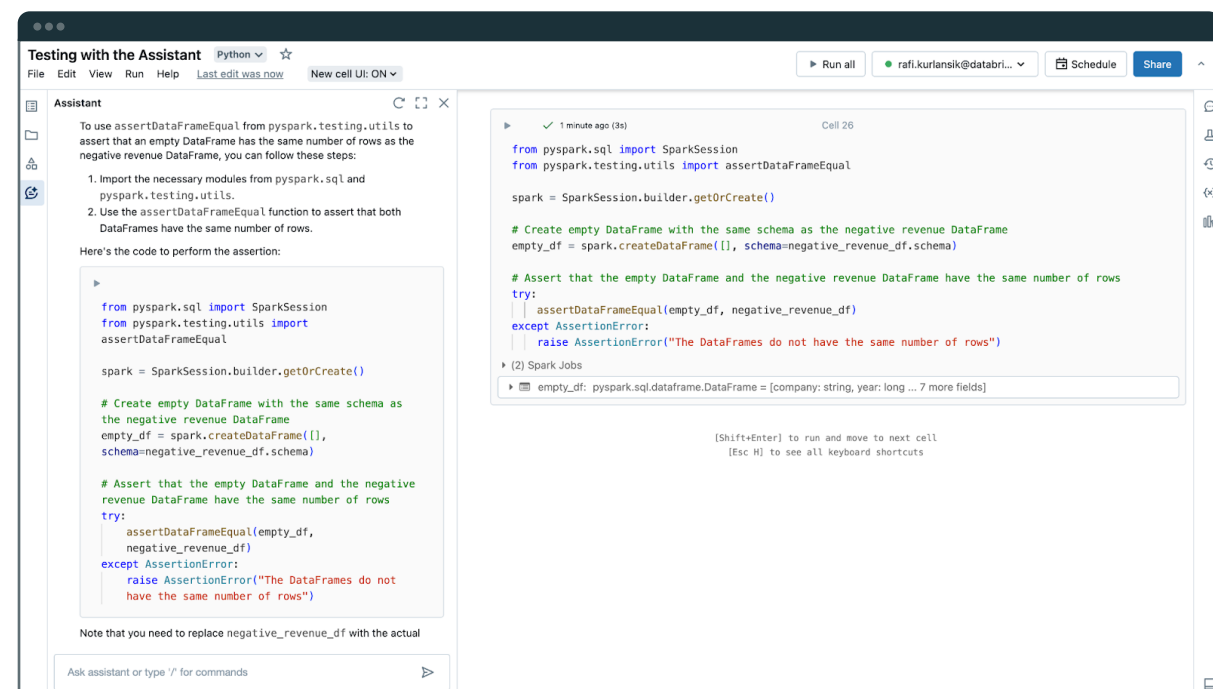 Testing with the Assistant Python
File Edit View Run Help Last edit was now New cell UI: ON
Run all rafi.kurlansik@databri... Schedule Share
Assistant
To use assertDataFrameEqual from pyspark.testing.utils to
assert that an empty DataFrame has the same number of rows as the
negative revenue DataFrame, you can follow these steps:
1. Import the necessary modules from pyspark.sql and
pyspark.testing.utils.
2. Use the assertDataFrameEqual function to assert that both
DataFrames have the same number of rows.
Here's the code to perform the assertion:
from pyspark.sql import SparkSession
from pyspark.testing.utils import
assertDataFrameEqual
spark = SparkSession.builder.getOrCreate()
# Create empty DataFrame with the same schema as
the negative revenue DataFrame
empty_df = spark.createDataFrame([],
schema=negative_revenue_df.schema)
# Assert that the empty DataFrame and the negative
revenue DataFrame have the same number of rows
try:
assertDataFrameEqual(empty_df,
negative_revenue_df)
except AssertionError:
raise AssertionError("The DataFrames do not
have the same number of rows")
Note that you need to replace negative_revenue_df with the actual
Ask assistant or type '/' for commands
1 minute ago (3s) Cell 26
from pyspark.sql import SparkSession
from pyspark.testing.utils import assertDataFrameEqual
spark = SparkSession.builder.getOrCreate()
# Create empty DataFrame with the same schema as the negative revenue DataFrame
empty_df = spark.createDataFrame([], schema=negative_revenue_df.schema)
# Assert that the empty DataFrame and the negative revenue DataFrame have the same number of rows
try:
assertDataFrameEqual(empty_df, negative_revenue_df)
except AssertionError:
raise AssertionError("The DataFrames do not have the same number of rows")
(2) Spark Jobs
empty_df: pyspark.sql.dataframe.DataFrame = [company: string, year: long ... 7 more fields]
[Shift+Enter] to run and move to next cell
[Esc H] to see all keyboard shortcuts